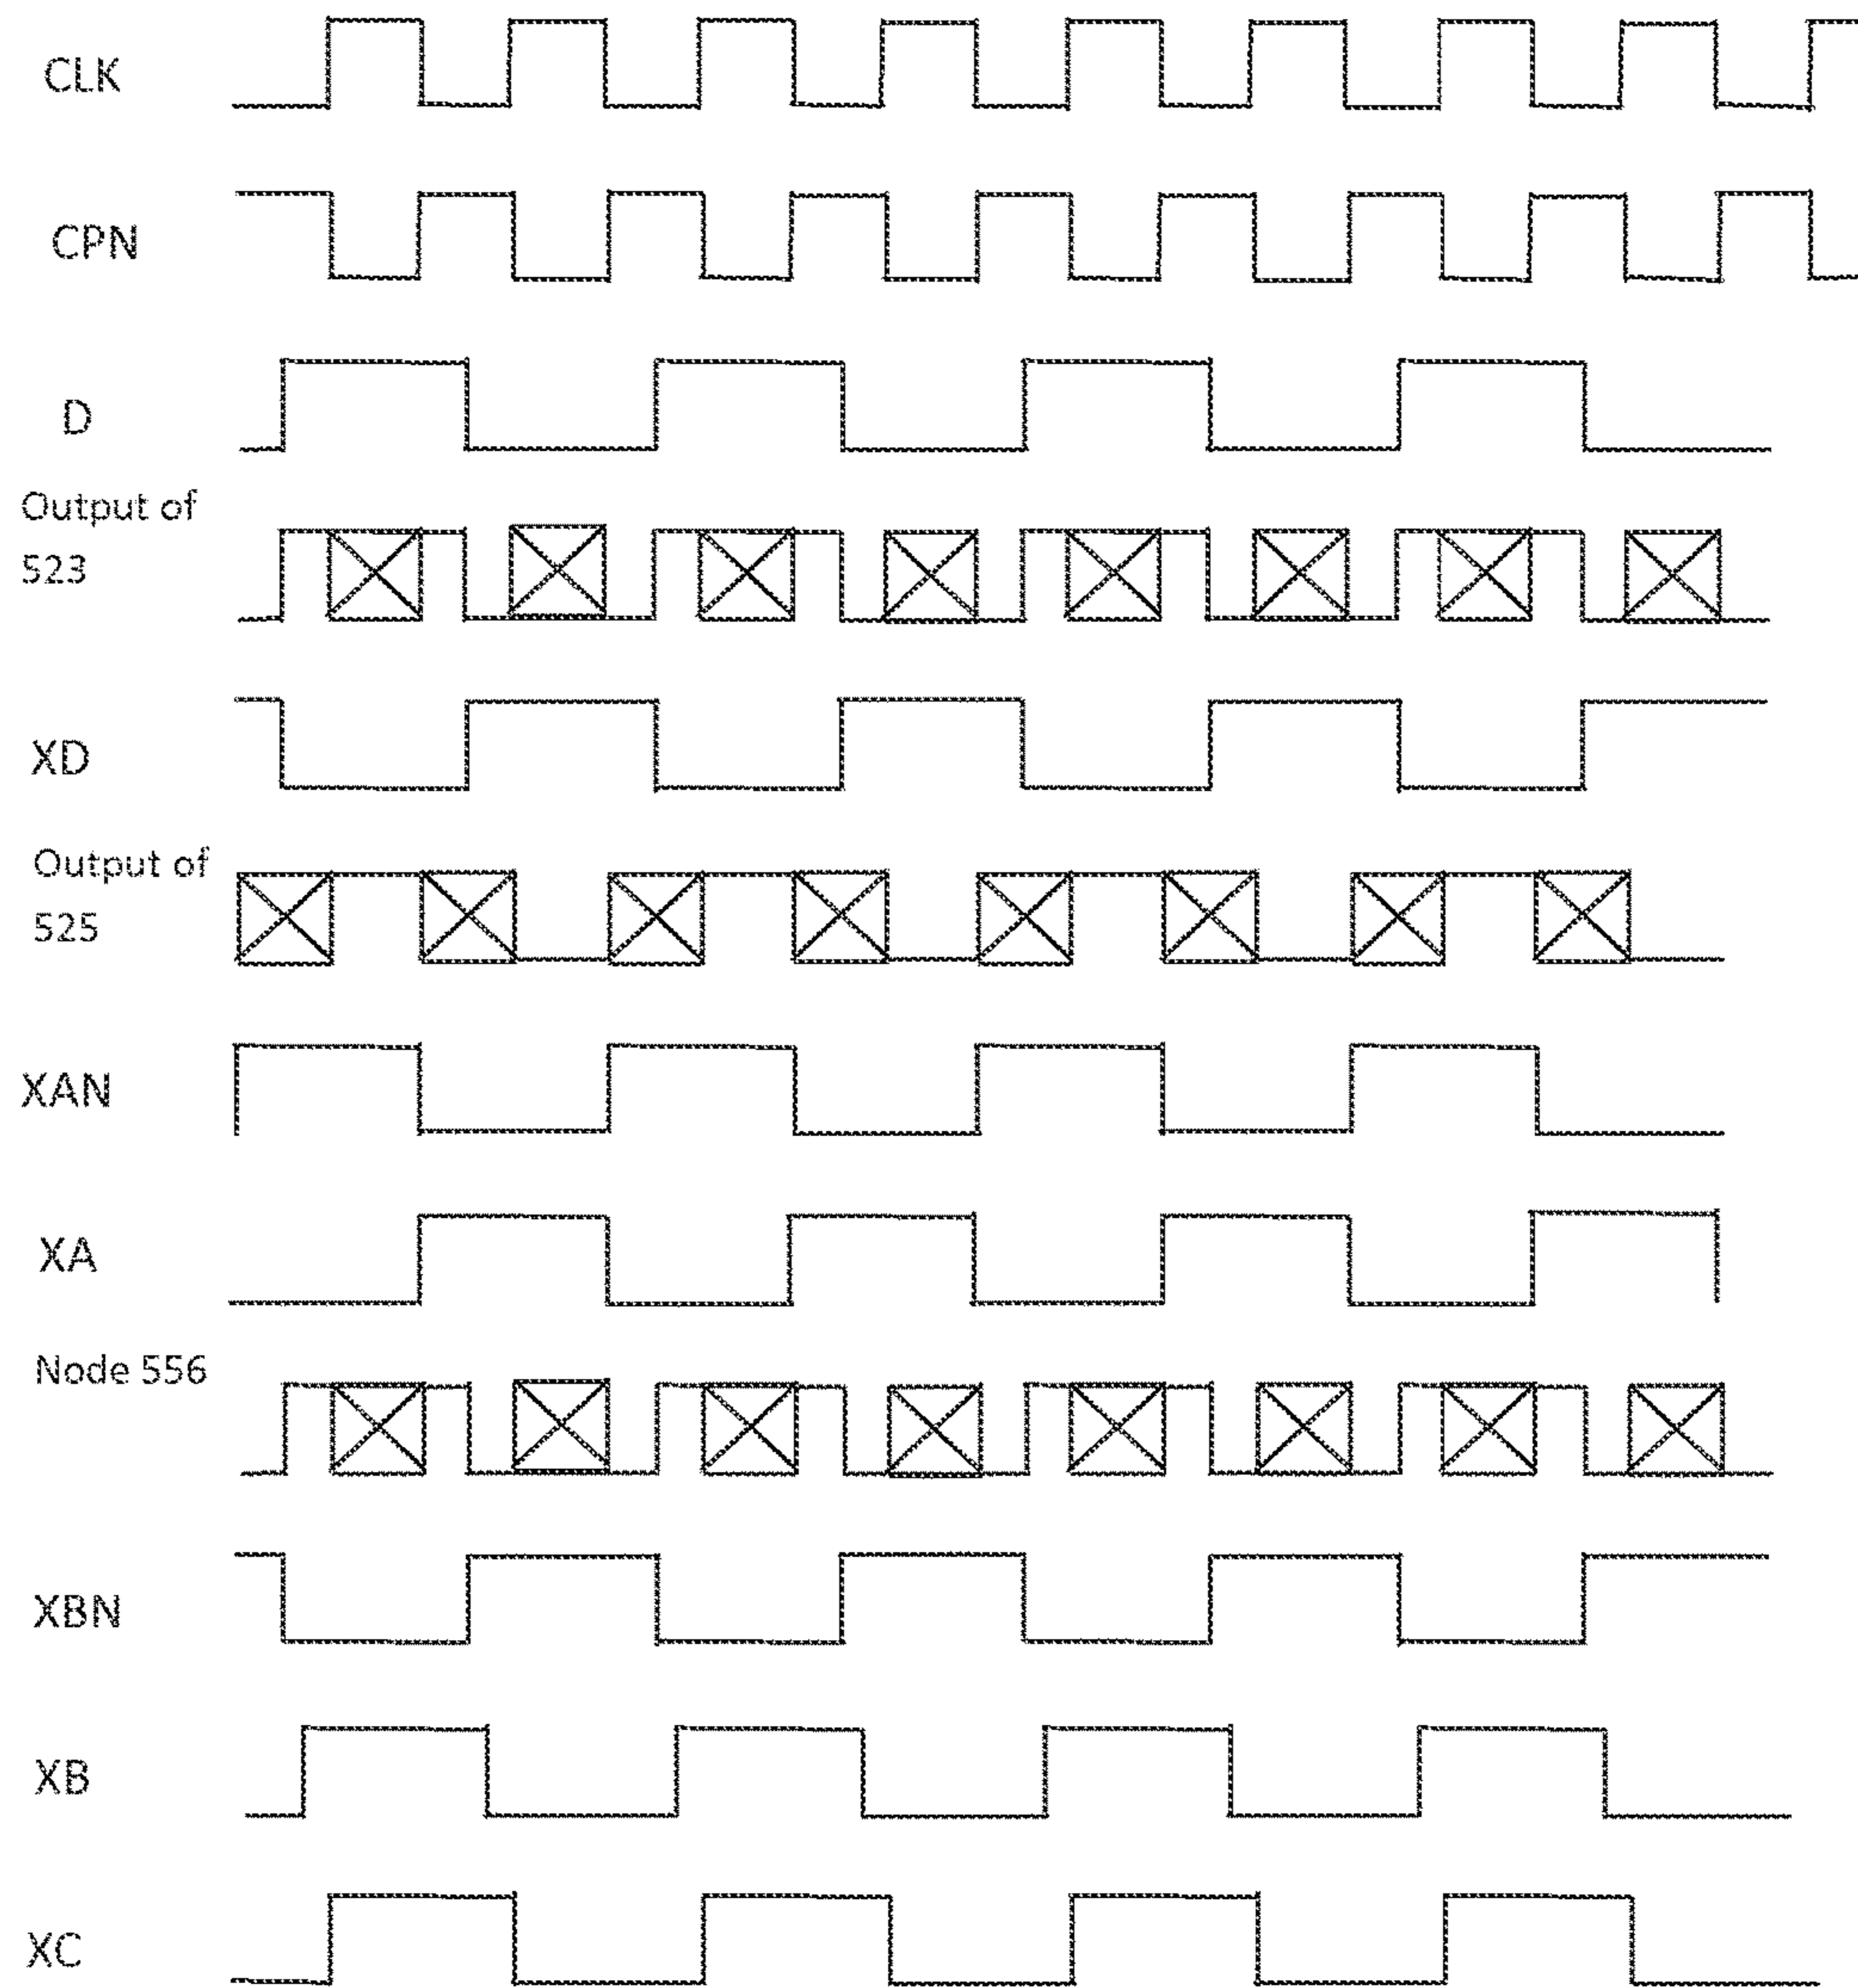 CLK
CPN
D
Output of
523
XD
Output of
525
XAN
XA
Node 556
XBN
XB
XC